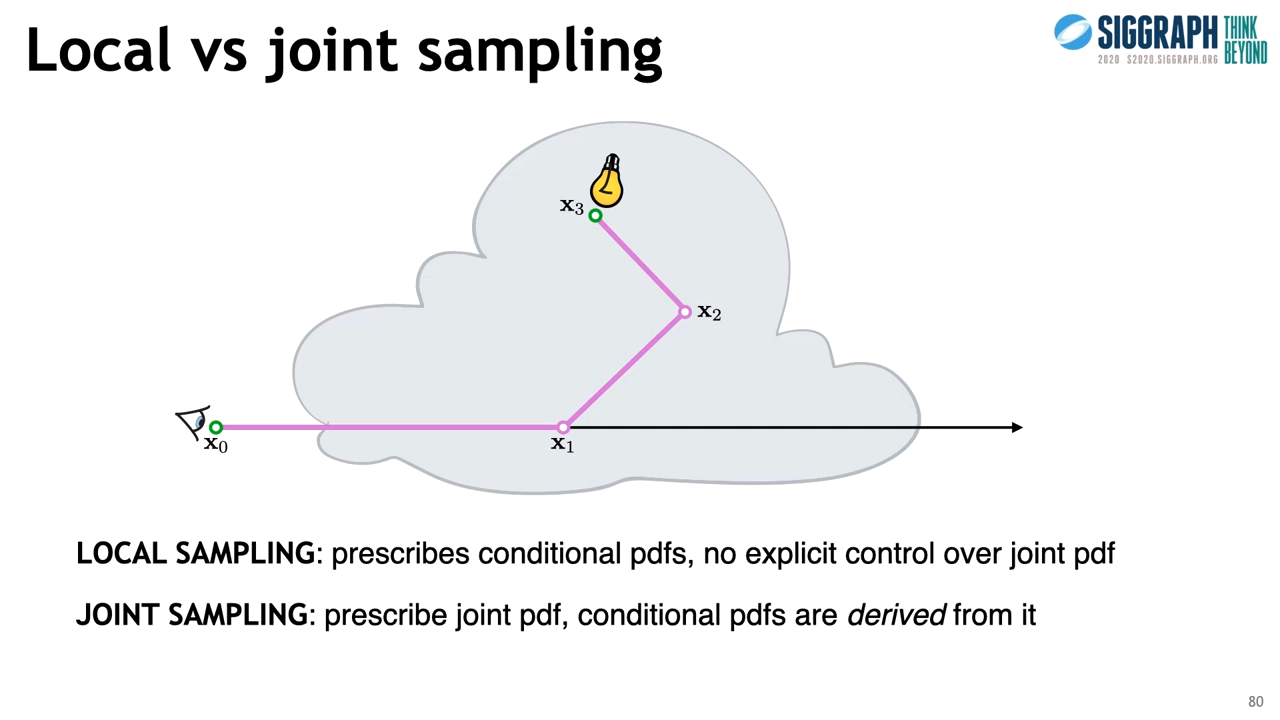 Local vs joint sampling
SIGGRAPH THINK BEYOND
2020 S2020.SIGGRAPH.ORG
x3
x2
x0
x1
LOCAL SAMPLING: prescribes conditional pdfs, no explicit control over joint pdf
JOINT SAMPLING: prescribe joint pdf, conditional pdfs are derived from it
80